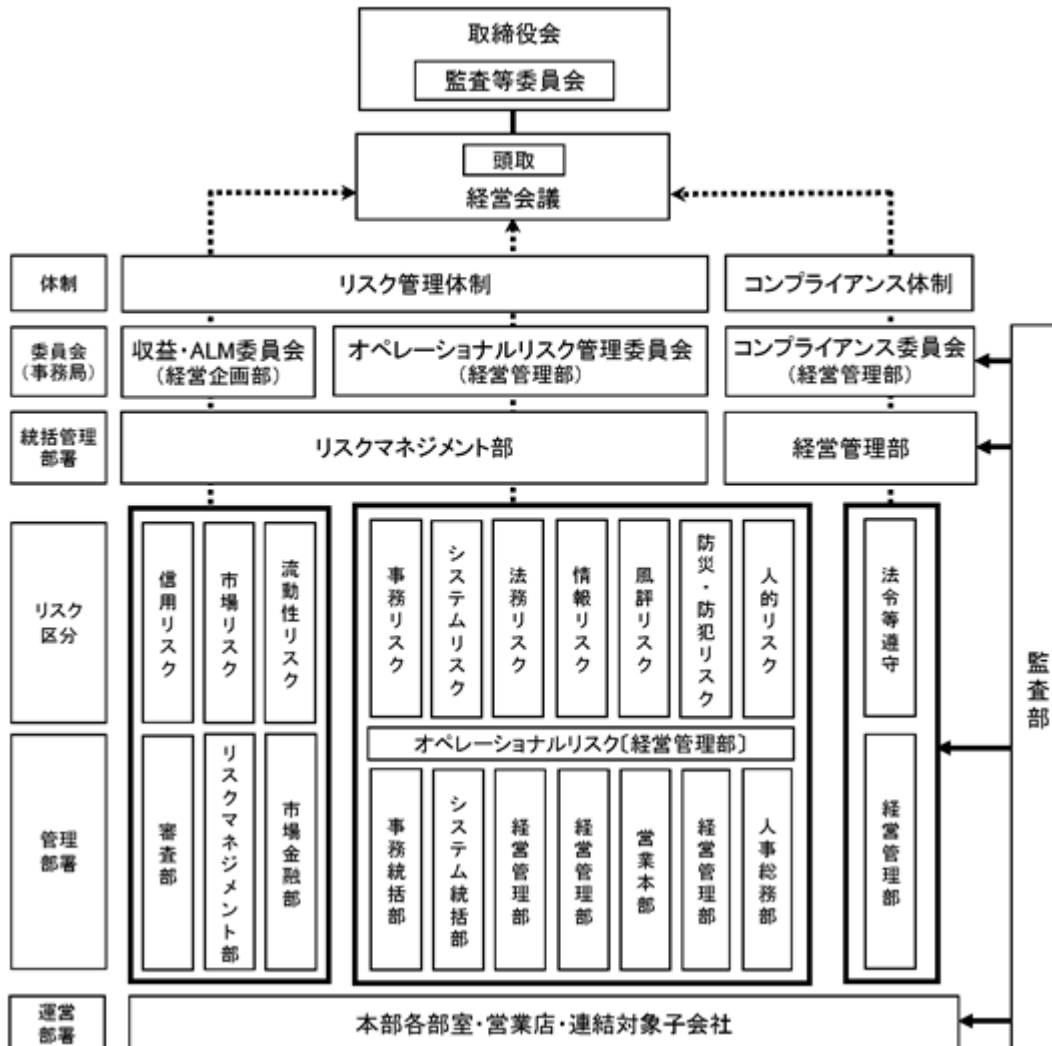 取締役会
監査等委員会
頭取
経営会議
体制
リスク管理体制
コンプライアンス体制
委員会
（事務局）
収益・ALM委員会
（経営企画部）
オペレーショナルリスク管理委員会
（経営管理部）
コンプライアンス委員会
（経営管理部）
統括管理
部署
リスクマネジメント部
経営管理部
リスク
区分
信用リスク
市場リスク
流動性リスク
事務リスク
システムリスク
法務リスク
情報リスク
風評リスク
防災・防犯リスク
人的リスク
法令等遵守
オペレーショナルリスク〔経営管理部〕
管理
部署
審査部
リスクマネジメント部
市場金融部
事務統括部
システム統括部
経営管理部
経営管理部
営業本部
経営管理部
人事総務部
経営管理部
監査部
運営
部署
本部各部室・営業店・連結対象子会社